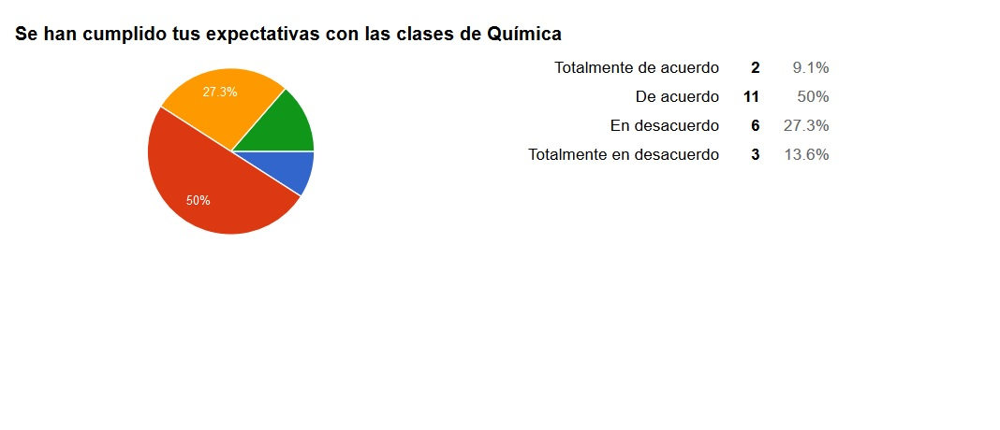 Se han cumplido tus expectativas con las clases de Química
Totalmente de acuerdo 2 9.1%
De acuerdo 11 50%
En desacuerdo 6 27.3%
Totalmente en desacuerdo 3 13.6%
27.3%
50%